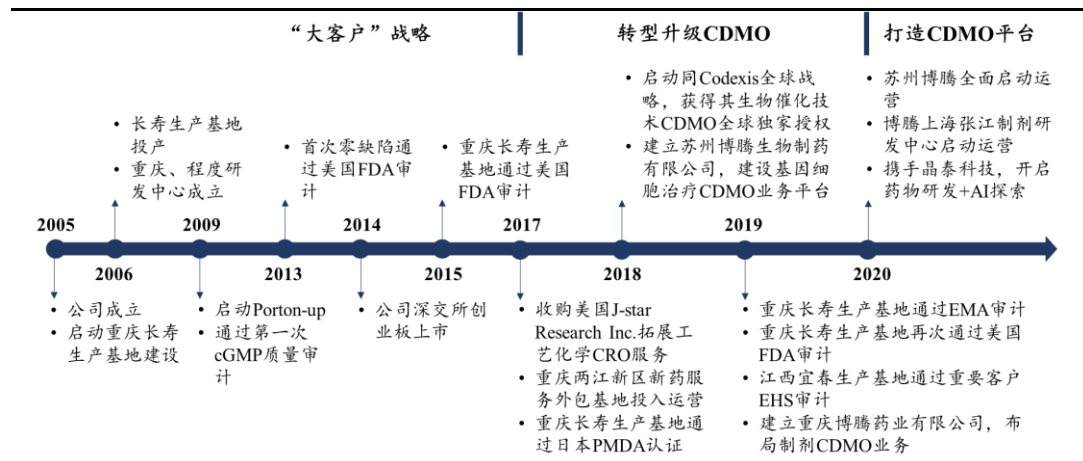 “大客户”战略
转型升级CDMO
打造CDMO平台
• 长寿生产基地
投产
• 重庆、程度研
发中心成立
• 首次零缺陷通
过美国FDA审
计
• 重庆长寿生产
基地通过美国
FDA审计
• 启动同Codexis全球战
略，获得其生物催化技
术CDMO全球独家授权
• 建立苏州博腾生物制药
有限公司，建设基因细
胞治疗CDMO业务平台
• 苏州博腾全面启动运
营
• 博腾上海张江制剂研
发中心启动运营
• 携手晶泰科技，开启
药物研发+AI探索
2005
2009
2014
2017
2019
2006
2013
2015
2018
2020
• 公司成立
• 启动重庆长寿
生产基地建设
• 启动Porton-up
• 通过第一次
cGMP质量审
计
• 公司深交所创
业板上市
• 收购美国J-star
Research Inc.拓展工
艺化学CRO服务
• 重庆两江新区新药服
务外包基地投入运营
• 重庆长寿生产基地通
过日本PMDA认证
• 重庆长寿生产基地通过EMA审计
• 重庆长寿生产基地再次通过美国
FDA审计
• 江西宜春生产基地通过重要客户
EHS审计
• 建立重庆博腾药业有限公司，布
局制剂CDMO业务